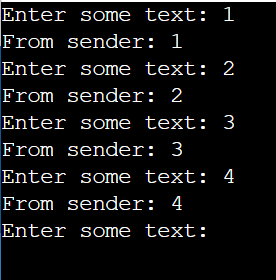 Enter some text: 1
From sender: 1
Enter some text: 2
From sender: 2
Enter some text: 3
From sender: 3
Enter some text: 4
From sender: 4
Enter some text: